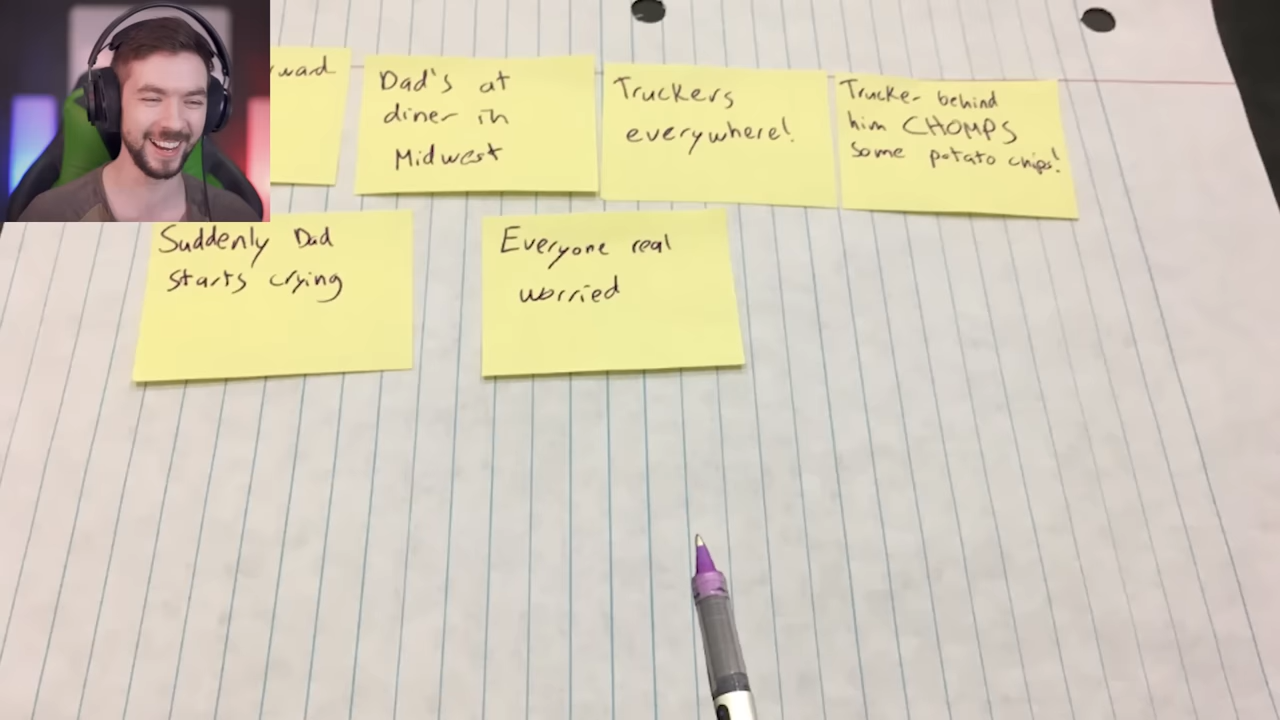 Dad's at
diner in
Midwest
Truckers
everywhere!
Trucker behind
him CHOMPS
some potato chips!
Suddenly Dad
starts crying
Everyone real
worried